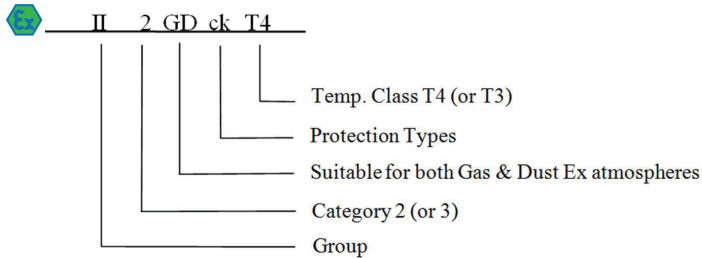 Ex II 2 GD ck T4
Temp. Class T4 (or T3)
Protection Types
Suitable for both Gas & Dust Ex atmospheres
Category 2 (or 3)
Group